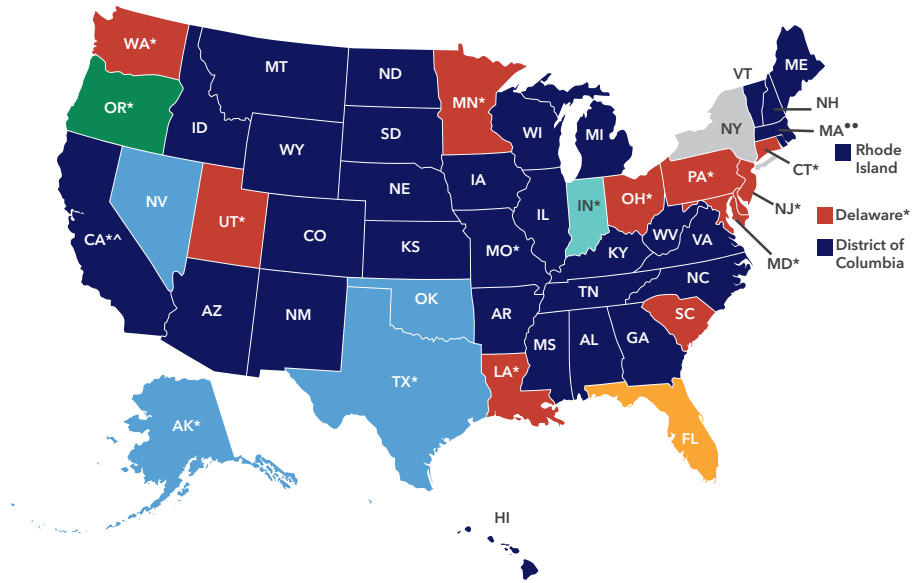 WA*
OR*
MT
ND
MN*
ID
WY
SD
WI
MI
VT
ME
NH
MA●●
NY
Rhode
Island
CT*
NJ*
Delaware*
District of
Columbia
MD*
PA*
OH*
IN*
IL
IA
NE
NV
UT*
CA*^
CO
KS
MO*
KY
WV
VA
NC
TN
AZ
NM
OK
AR
SC
MS
AL
GA
TX*
LA*
FL
AK*
HI